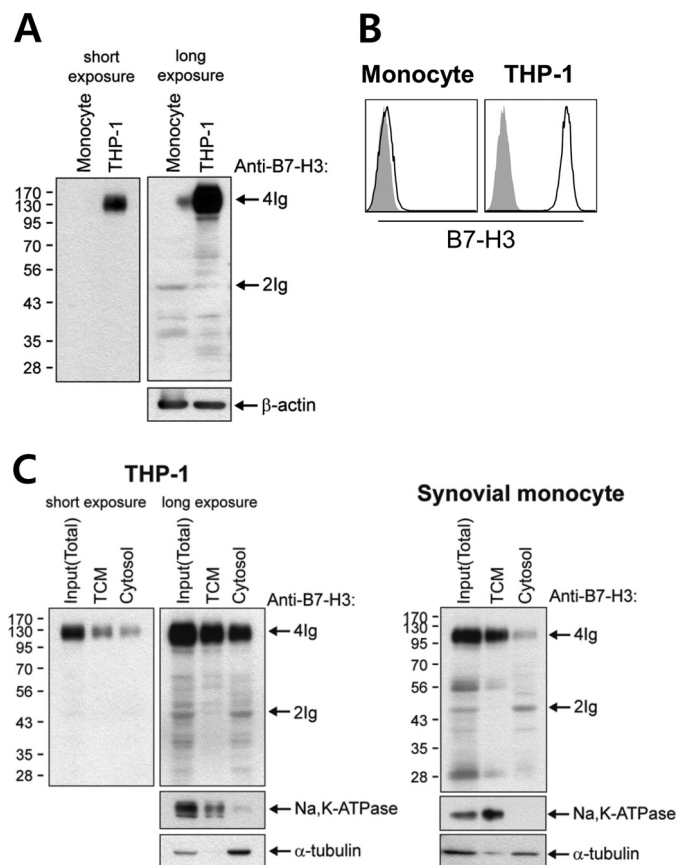 A
short
exposure
long
exposure
Monocyte
THP-1
Monocyte
THP-1
Anti-B7-H3:
170
130
95
70
56
43
35
28
4Ig
2Ig
β-actin
B
Monocyte
THP-1
B7-H3
C
THP-1
short exposure
long exposure
Input(Total)
TCM
Cytosol
Input(Total)
TCM
Cytosol
Anti-B7-H3:
170
130
95
70
56
43
35
28
4Ig
2Ig
Na,K-ATPase
α-tubulin
Synovial monocyte
Input(Total)
TCM
Cytosol
Anti-B7-H3:
170
130
95
70
56
43
35
28
4Ig
2Ig
Na,K-ATPase
α-tubulin